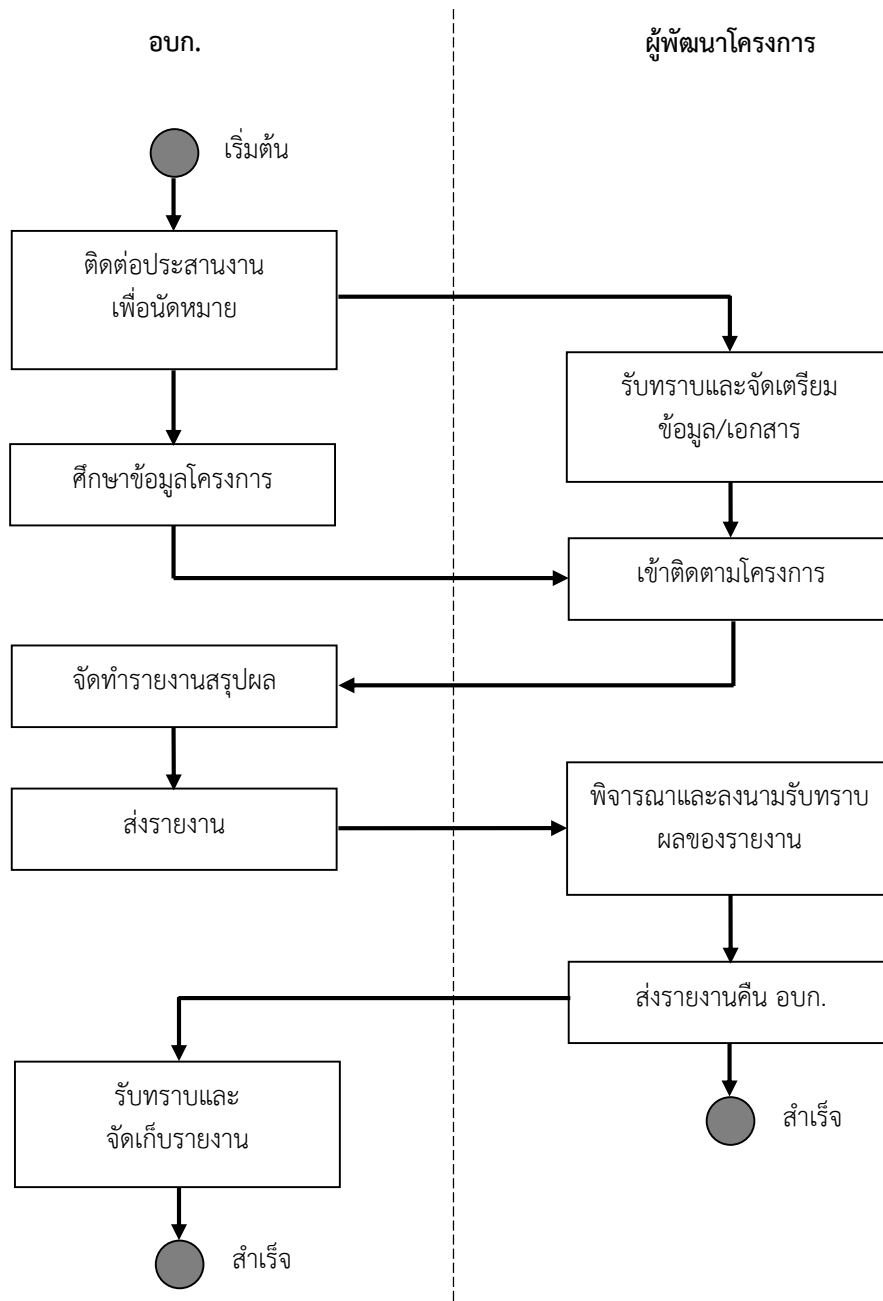 อบก.
ผู้พัฒนาโครงการ
เริ่มต้น
ติดต่อประสานงาน
เพื่อนัดหมาย
รับทราบและจัดเตรียม
ข้อมูล/เอกสาร
ศึกษาข้อมูลโครงการ
เข้าติดตามโครงการ
จัดทำรายงานสรุปผล
ส่งรายงาน
พิจารณาและลงนามรับทราบ
ผลของรายงาน
ส่งรายงานคืน อบก.
รับทราบและ
จัดเก็บรายงาน
สำเร็จ
สำเร็จ